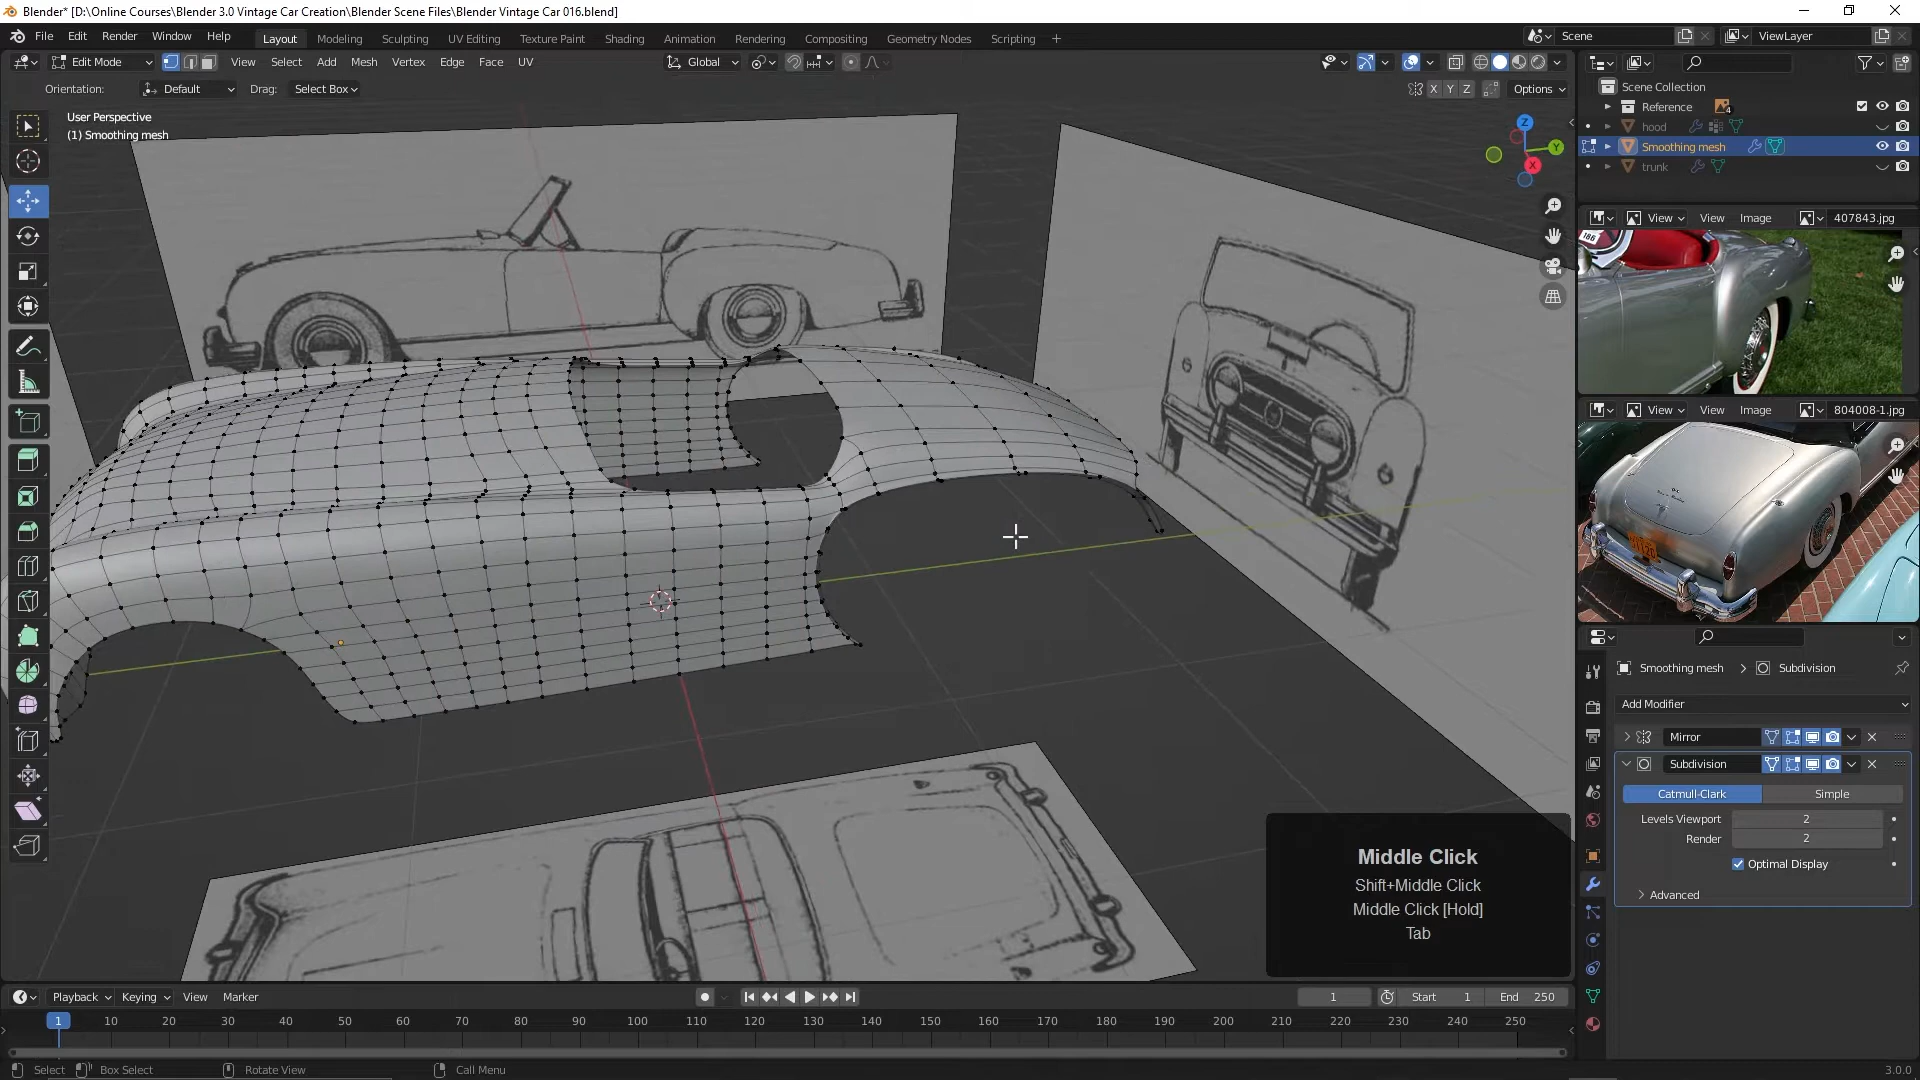 Blender* [D:\Online Courses\Blender 3.0 Vintage Car Creation\Blender Scene Files\Blender Vintage Car 016.blend]
File Edit Render Window Help Layout Modeling Sculpting UV Editing Texture Paint Shading Animation Rendering Compositing Geometry Nodes Scripting + Scene ViewLayer
Edit Mode View Select Add Mesh Vertex Edge Face UV Global
Orientation: Default Drag: Select Box X Y Z Options
User Perspective
(1) Smoothing mesh
Z
Y
X
Scene Collection
Reference 4
hood
Smoothing mesh
trunk
View View Image 407843.jpg
186
View View Image 804008-1.jpg
Smoothing mesh > Subdivision
Add Modifier
Mirror
Subdivision
Catmull-Clark Simple
Levels Viewport 2
Render 2
Optimal Display
Advanced
Middle Click
Shift+Middle Click
Middle Click [Hold]
Tab
Playback Keying View Marker 1 Start 1 End 250
1 10 20 30 40 50 60 70 80 90 100 110 120 130 140 150 160 170 180 190 200 210 220 230 240 250
Select Box Select Rotate View Call Menu 3.0.0